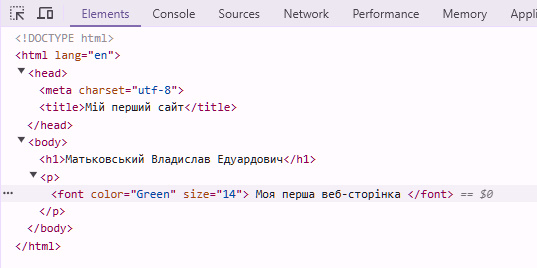 Elements Console Sources Network Performance Memory
<!DOCTYPE html>
<html lang="en">
<head>
<meta charset="utf-8">
<title>Мій перший сайт</title>
</head>
<body>
<h1>Матьковський Владислав Едуардович</h1>
<p>
... <font color="Green" size="14"> Моя перша веб-сторінка </font> == $0
</p>
</body>
</html>